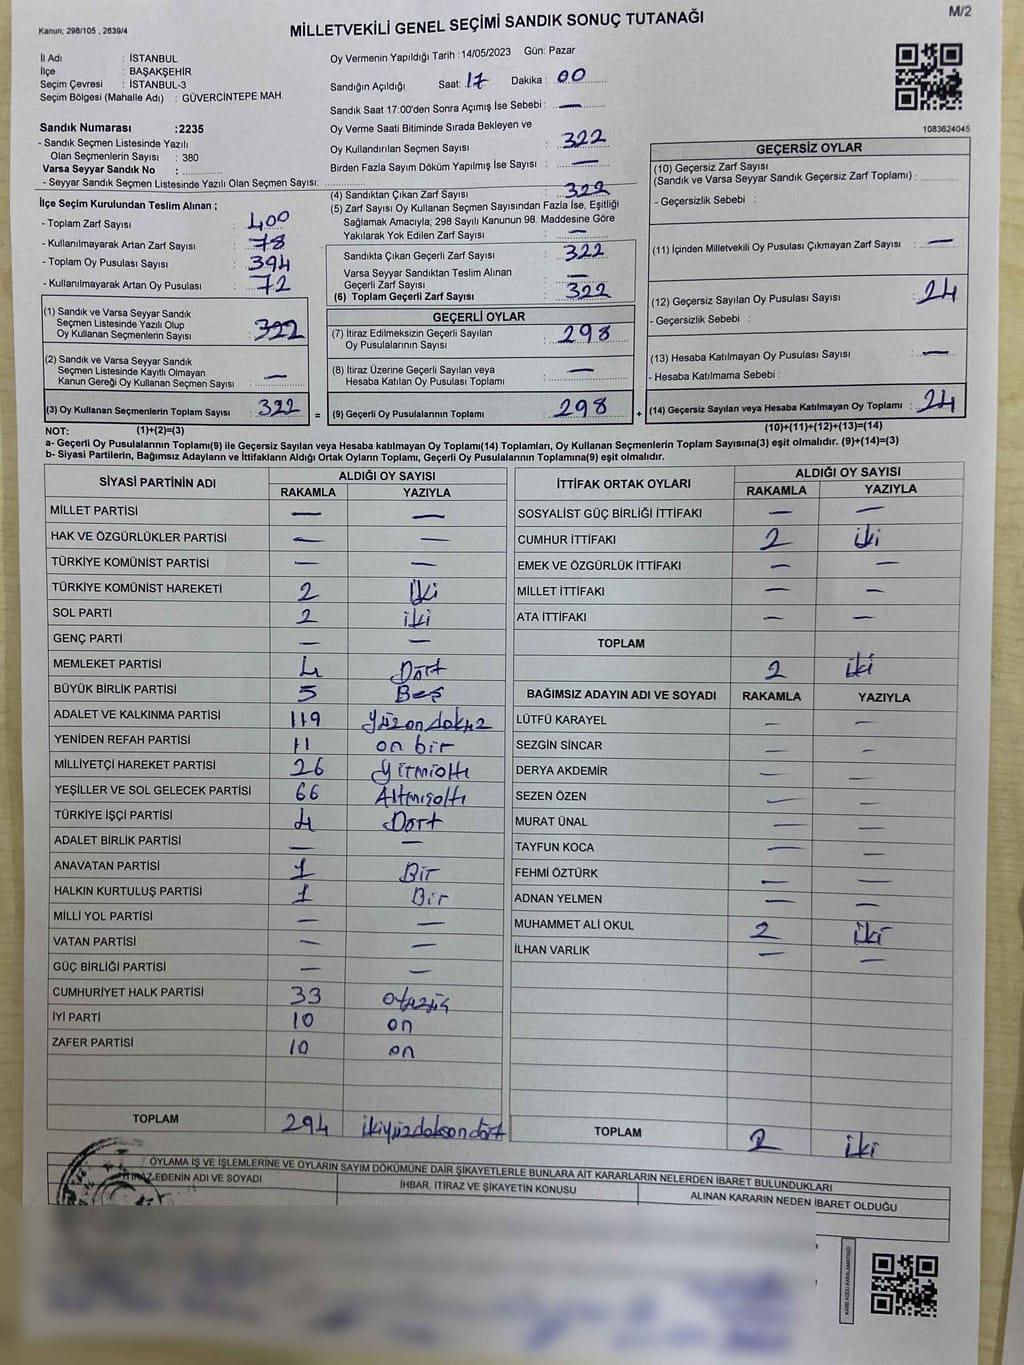 Kanun: 298/105 , 2839/4
MİLLETVEKİLİ GENEL SEÇİMİ SANDIK SONUÇ TUTANAĞI
M/2
İl Adı : İSTANBUL
İlçe : BAŞAKŞEHİR
Seçim Çevresi : İSTANBUL-3
Seçim Bölgesi (Mahalle Adı) : GÜVERCİNTEPE MAH.
Sandık Numarası :2235
- Sandık Seçmen Listesinde Yazılı
Olan Seçmenlerin Sayısı : 380
Varsa Seyyar Sandık No :
- Seyyar Sandık Seçmen Listesinde Yazılı Olan Seçmen Sayısı:
İlçe Seçim Kurulundan Teslim Alınan ;
- Toplam Zarf Sayısı : 400
- Kullanılmayarak Artan Zarf Sayısı : 78
- Toplam Oy Pusulası Sayısı : 394
- Kullanılmayarak Artan Oy Pusulası : 72
(1) Sandık ve Varsa Seyyar Sandık
Seçmen Listesinde Yazılı Olup
Oy Kullanan Seçmenlerin Sayısı : 322
(2) Sandık ve Varsa Seyyar Sandık
Seçmen Listesinde Kayıtlı Olmayan
Kanun Gereği Oy Kullanan Seçmen Sayısı : —
(3) Oy Kullanan Seçmenlerin Toplam Sayısı : 322 =
Oy Vermenin Yapıldığı Tarih :14/05/2023 Gün: Pazar
Sandığın Açıldığı Saat: 17 Dakika : 00
Sandık Saat 17:00'den Sonra Açımış İse Sebebi : —
Oy Verme Saati Bitiminde Sırada Bekleyen ve
Oy Kullandırılan Seçmen Sayısı : 322
Birden Fazla Sayım Döküm Yapılmış İse Sayısı : —
(4) Sandıktan Çıkan Zarf Sayısı : 322
(5) Zarf Sayısı Oy Kullanan Seçmen Sayısından Fazla İse, Eşitliği
Sağlamak Amacıyla; 298 Sayılı Kanunun 98. Maddesine Göre
Yakılarak Yok Edilen Zarf Sayısı : —
Sandıkta Çıkan Geçerli Zarf Sayısı : 322
Varsa Seyyar Sandıktan Teslim Alınan
Geçerli Zarf Sayısı : —
(6) Toplam Geçerli Zarf Sayısı : 322
GEÇERLİ OYLAR
(7) İtiraz Edilmeksizin Geçerli Sayılan
Oy Pusulalarının Sayısı : 298
(8) İtiraz Üzerine Geçerli Sayılan veya
Hesaba Katılan Oy Pusulası Toplamı : —
(9) Geçerli Oy Pusulalarının Toplamı : 298 +
1083624045
GEÇERSİZ OYLAR
(10) Geçersiz Zarf Sayısı
(Sandık ve Varsa Seyyar Sandık Geçersiz Zarf Toplamı) :
- Geçersizlik Sebebi :
(11) İçinden Milletvekili Oy Pusulası Çıkmayan Zarf Sayısı : —
(12) Geçersiz Sayılan Oy Pusulası Sayısı : 24
- Geçersizlik Sebebi :
(13) Hesaba Katılmayan Oy Pusulası Sayısı : —
- Hesaba Katılmama Sebebi :
(14) Geçersiz Sayılan veya Hesaba Katılmayan Oy Toplamı : 24
NOT: (1)+(2)=(3) (10)+(11)+(12)+(13)=(14)
a- Geçerli Oy Pusulalarının Toplamı(9) ile Geçersiz Sayılan veya Hesaba katılmayan Oy Toplamı(14) Toplamları, Oy Kullanan Seçmenlerin Toplam Sayısına(3) eşit olmalıdır. (9)+(14)=(3)
b- Siyasi Partilerin, Bağımsız Adayların ve İttifakların Aldığı Ortak Oyların Toplamı, Geçerli Oy Pusulalarının Toplamına(9) eşit olmalıdır.
SİYASİ PARTİNİN ADI ALDIĞI OY SAYISI
RAKAMLA YAZIYLA
MİLLET PARTİSİ — —
HAK VE ÖZGÜRLÜKLER PARTİSİ — —
TÜRKİYE KOMÜNİST PARTİSİ — —
TÜRKİYE KOMÜNİST HAREKETİ 2 iki
SOL PARTİ 2 iki
GENÇ PARTİ — —
MEMLEKET PARTİSİ 4 Dört
BÜYÜK BİRLİK PARTİSİ 5 Beş
ADALET VE KALKINMA PARTİSİ 119 Yüzondokuz
YENİDEN REFAH PARTİSİ 11 on bir
MİLLİYETÇİ HAREKET PARTİSİ 26 Yirmialtı
YEŞİLLER VE SOL GELECEK PARTİSİ 66 Altmışaltı
TÜRKİYE İŞÇİ PARTİSİ 4 Dört
ADALET BİRLİK PARTİSİ — —
ANAVATAN PARTİSİ 1 Bir
HALKIN KURTULUŞ PARTİSİ 1 Bir
MİLLİ YOL PARTİSİ — —
VATAN PARTİSİ — —
GÜÇ BİRLİĞİ PARTİSİ — —
CUMHURİYET HALK PARTİSİ 33 otuzüç
İYİ PARTİ 10 on
ZAFER PARTİSİ 10 on
TOPLAM 294 ikiyüzdoksandört
İTTİFAK ORTAK OYLARI ALDIĞI OY SAYISI
RAKAMLA YAZIYLA
SOSYALİST GÜÇ BİRLİĞİ İTTİFAKI — —
CUMHUR İTTİFAKI 2 iki
EMEK VE ÖZGÜRLÜK İTTİFAKI — —
MİLLET İTTİFAKI — —
ATA İTTİFAKI — —
TOPLAM 2 iki
BAĞIMSIZ ADAYIN ADI VE SOYADI RAKAMLA YAZIYLA
LÜTFÜ KARAYEL — —
SEZGİN SİNCAR — —
DERYA AKDEMİR — —
SEZEN ÖZEN — —
MURAT ÜNAL — —
TAYFUN KOCA — —
FEHMİ ÖZTÜRK — —
ADNAN YELMEN — —
MUHAMMET ALİ OKUL 2 iki
İLHAN VARLIK — —
TOPLAM 2 iki
OYLAMA İŞ VE İŞLEMLERİNE VE OYLARIN SAYIM DÖKÜMÜNE DAİR ŞİKAYETLERLE BUNLARA AİT KARARLARIN NELERDEN İBARET BULUNDUKLARI
İTİRAZ EDENİN ADI VE SOYADI İHBAR, İTİRAZ VE ŞİKAYETİN KONUSU ALINAN KARARIN NEDEN İBARET OLDUĞU